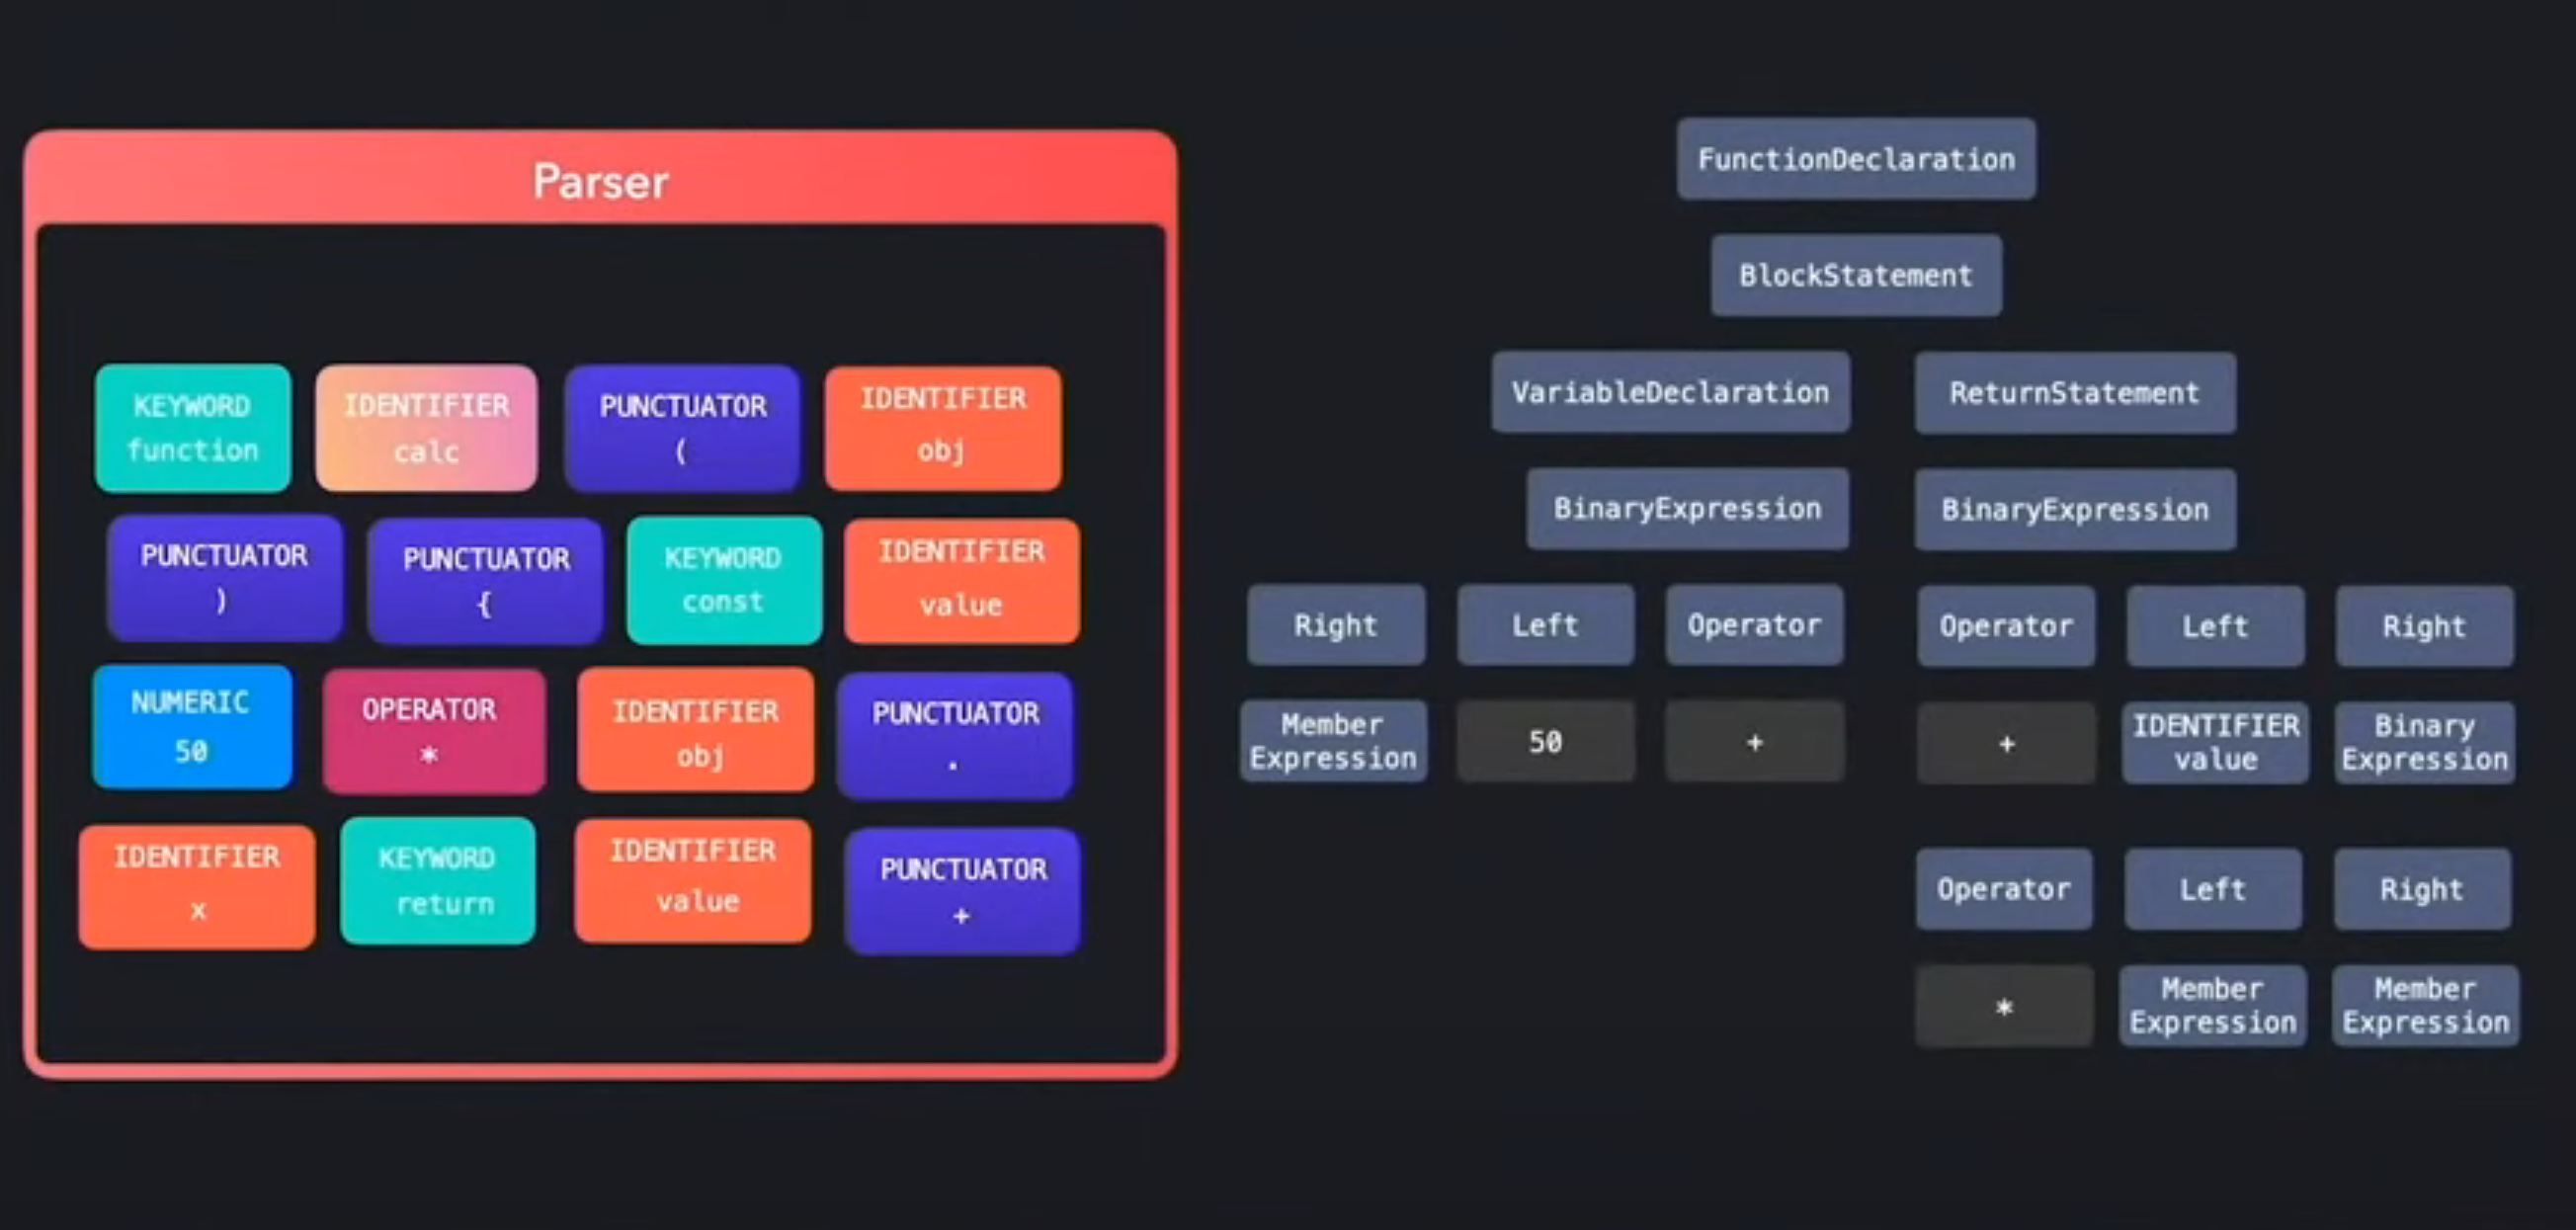 Parser
KEYWORD
function
IDENTIFIER
calc
PUNCTUATOR
(
IDENTIFIER
obj
PUNCTUATOR
)
PUNCTUATOR
{
KEYWORD
const
IDENTIFIER
value
NUMERIC
50
OPERATOR
*
IDENTIFIER
obj
PUNCTUATOR
.
IDENTIFIER
x
KEYWORD
return
IDENTIFIER
value
PUNCTUATOR
+
FunctionDeclaration
BlockStatement
VariableDeclaration
ReturnStatement
BinaryExpression
BinaryExpression
Right
Left
Operator
Operator
Left
Right
Member
Expression
50
+
+
IDENTIFIER
value
Binary
Expression
Operator
Left
Right
*
Member
Expression
Member
Expression